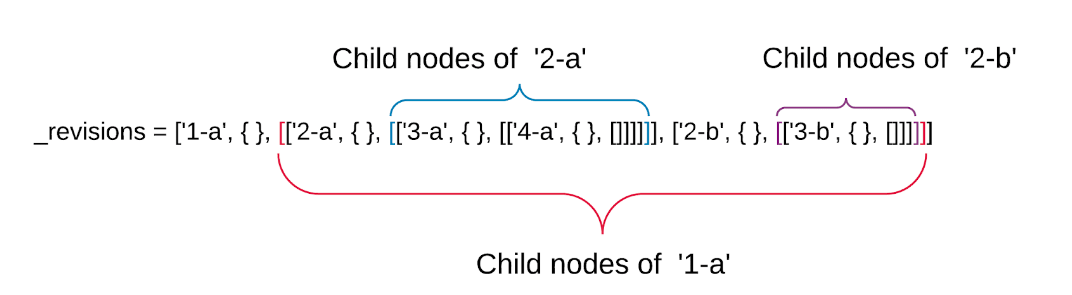 Child nodes of '2-a' Child nodes of '2-b'
_revisions = ['1-a', { }, [['2-a', { }, [['3-a', { }, [['4-a', { }, []]]]]], ['2-b', { }, [['3-b', { }, []]]]]]
Child nodes of '1-a'